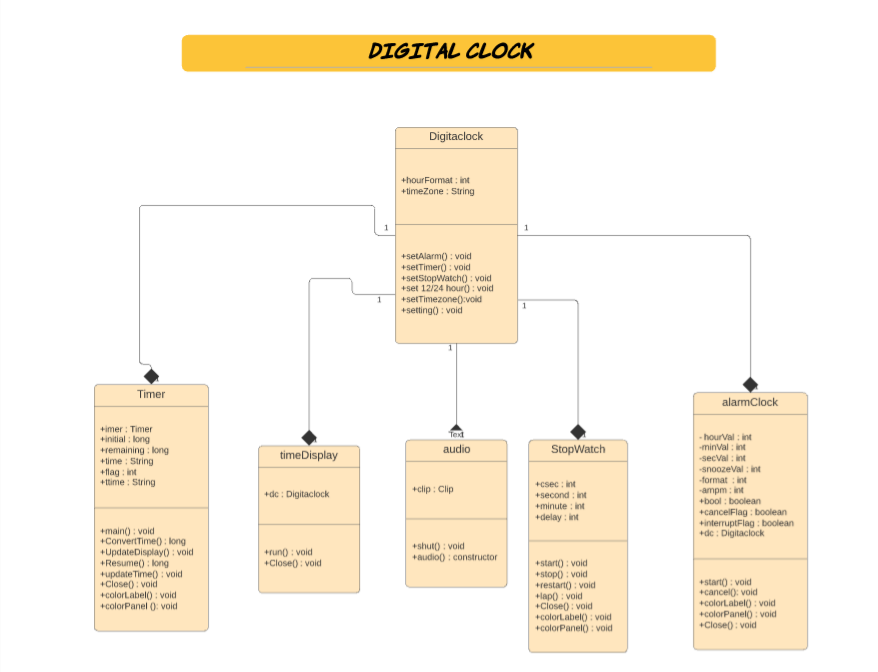 DIGITAL CLOCK
Digitaclock
+hourFormat : int
+timeZone : String
+setAlarm() : void
+setTimer() : void
+setStopWatch() : void
+set 12/24 hour() : void
+setTimezone():void
+setting() : void
1
1
1
1
1
Timer
+imer : Timer
+initial : long
+remaining : long
+time : String
+flag : int
+ttime : String
+main() : void
+ConvertTime() : long
+UpdateDisplay() : void
+Resume() : long
+updateTime() : void
+Close() : void
+colorLabel() : void
+colorPanel (): void
timeDisplay
+dc : Digitaclock
+run() : void
+Close() : void
Text
audio
+clip : Clip
+shut() : void
+audio() : constructor
StopWatch
+csec : int
+second : int
+minute : int
+delay : int
+start() : void
+stop() : void
+restart() : void
+lap() : void
+Close() : void
+colorLabel() : void
+colorPanel() : void
alarmClock
- hourVal : int
-minVal : int
-secVal : int
-snoozeVal : int
-format : int
-ampm : int
+bool : boolean
+cancelFlag : boolean
+interruptFlag : boolean
+dc : Digitaclock
+start() : void
+cancel(): void
+colorLabel() : void
+colorPanel() : void
+Close() : void